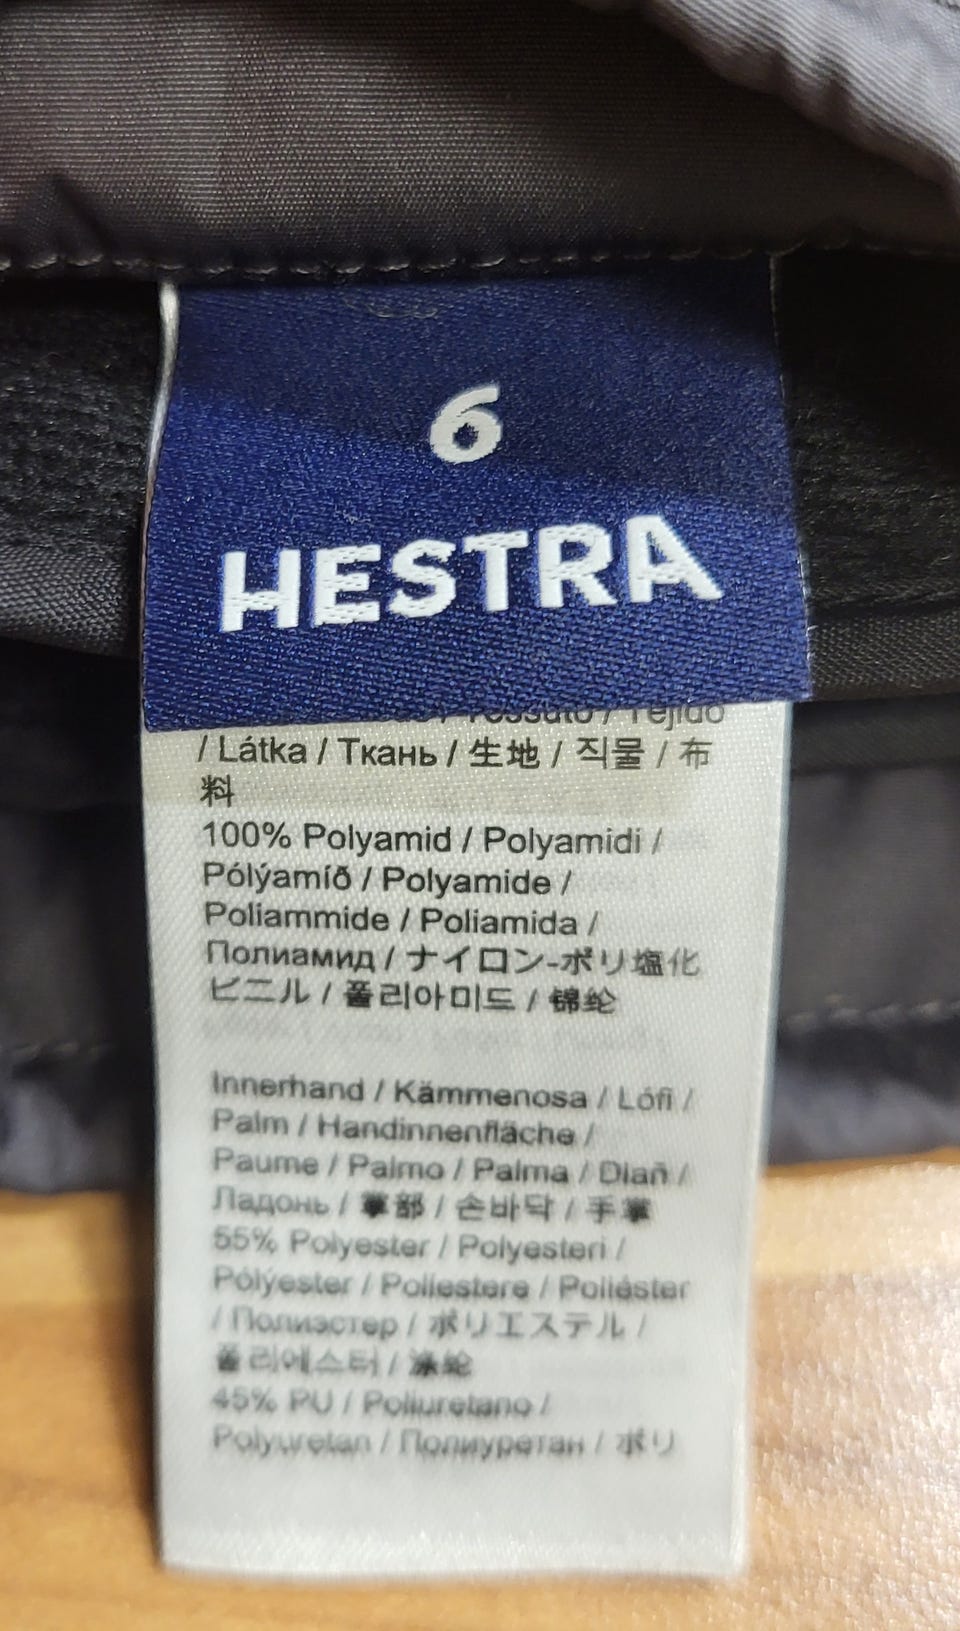 6
HESTRA
Tessuto / Tejido
/ Látka / Ткань / 生地 / 직물 / 布
料
100% Polyamid / Polyamidi /
Pólýamíð / Polyamide /
Poliammide / Poliamida /
Полиамид / ナイロン-ポリ塩化
ビニル / 폴리아미드 / 锦纶
Innerhand / Kämmenosa / Lófi /
Palm / Handinnenfläche /
Paume / Palmo / Palma / Dlaň /
Ладонь / 掌部 / 손바닥 / 手掌
55% Polyester / Polyesteri /
Pólýester / Poliestere / Poliéster
/ Полиэстер / ポリエステル /
폴리에스터 / 涤纶
45% PU / Poliuretano /
Polyuretan / Полиуретан / ポリ